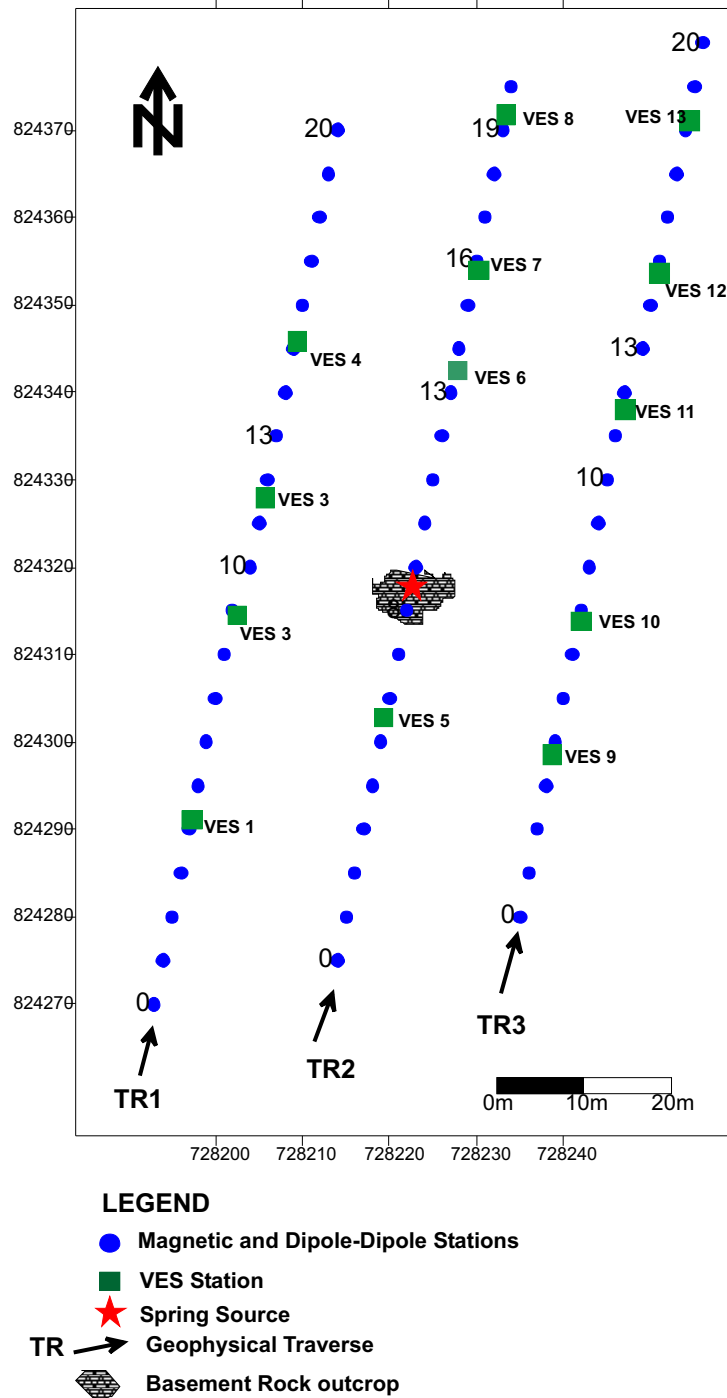 20
VES 8
VES 13
824370
20
19
N
824360
16
VES 7
VES 12
824350
VES 4
13
VES 6
824340
13
VES 11
13
824330
VES 3
10
824320
10
VES 3
VES 10
824310
VES 5
824300
VES 9
824290
VES 1
824280
0
0
824270
0
TR3
TR2
TR1
0m 10m 20m
728200 728210 728220 728230 728240
LEGEND
Magnetic and Dipole-Dipole Stations
VES Station
Spring Source
TR Geophysical Traverse
Basement Rock outcrop